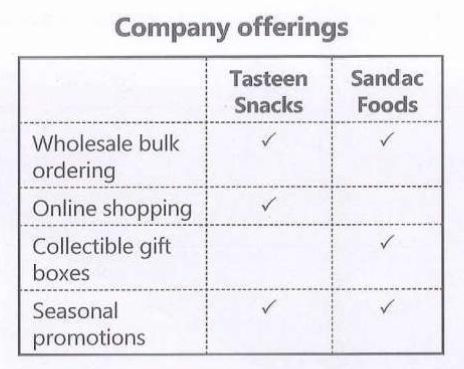 Company offerings
Tasteen Sandac
Snacks Foods
Wholesale bulk ✓ ✓
ordering
Online shopping ✓
Collectible gift ✓
boxes
Seasonal ✓ ✓
promotions